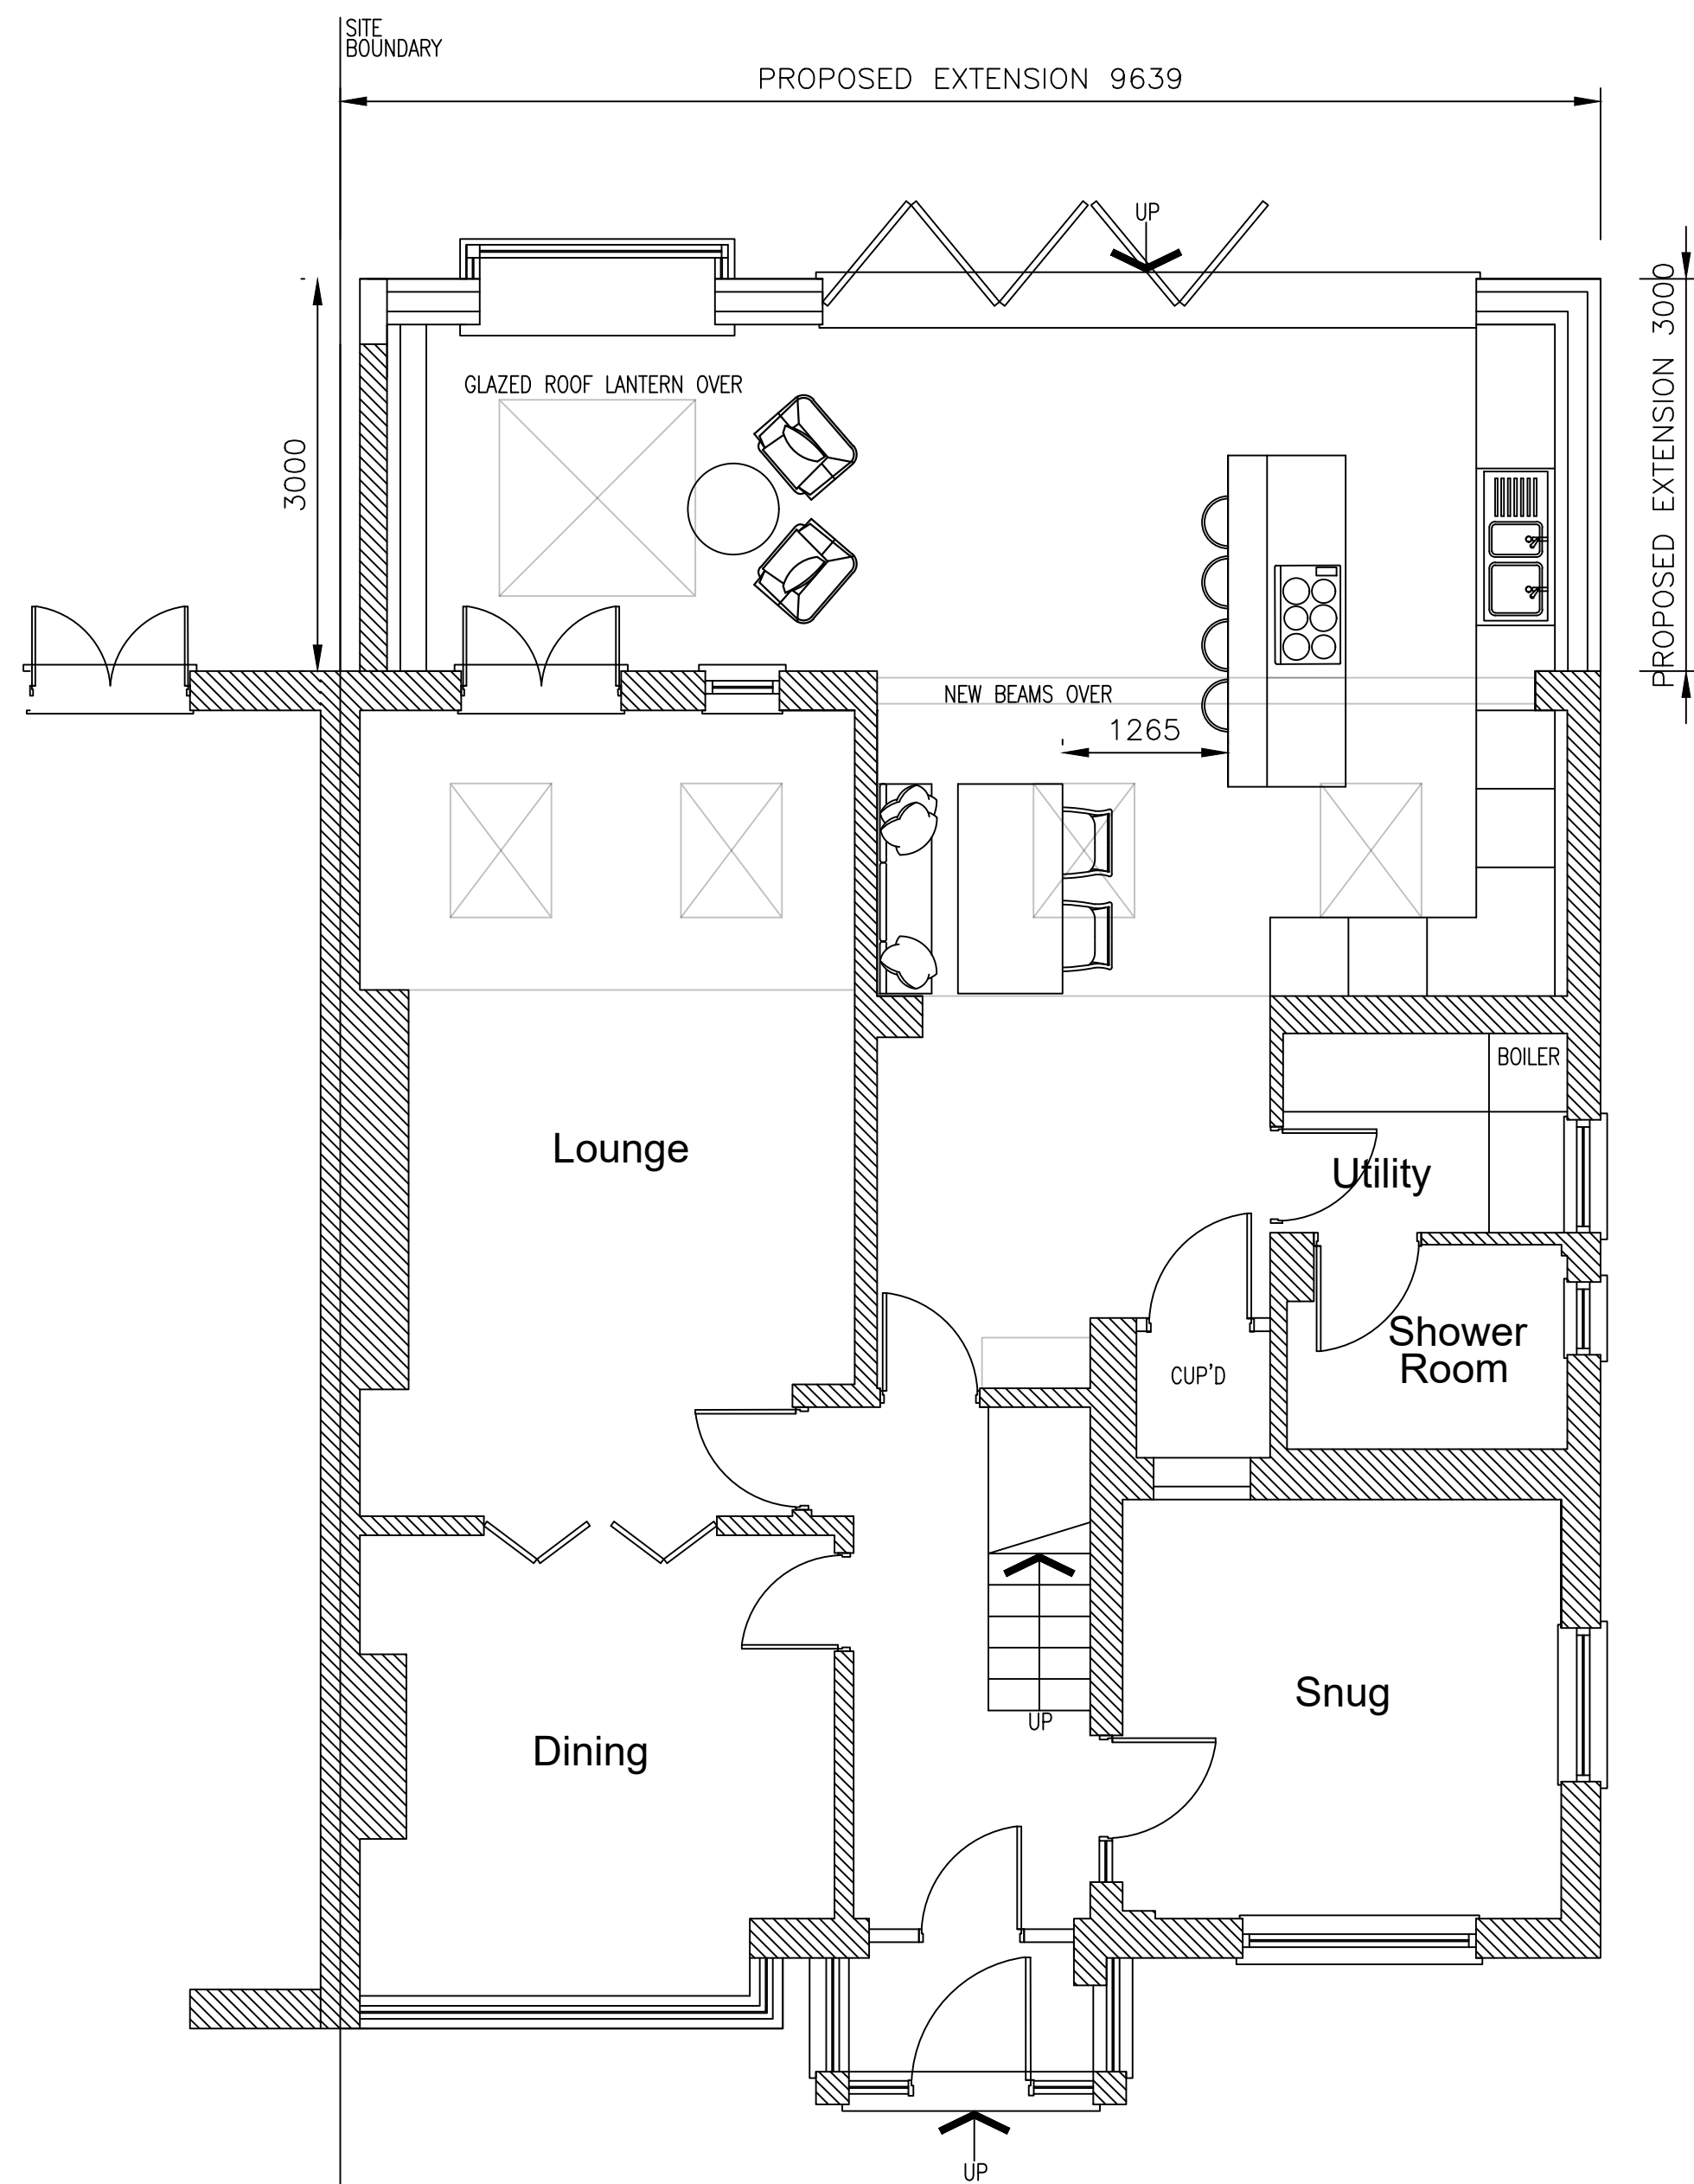 SITE
BOUNDARY
PROPOSED EXTENSION 9639
UP
PROPOSED EXTENSION 3000
GLAZED ROOF LANTERN OVER
3000
NEW BEAMS OVER
1265
BOILER
Lounge
Utility
Shower
Room
CUP'D
Snug
UP
Dining
UP